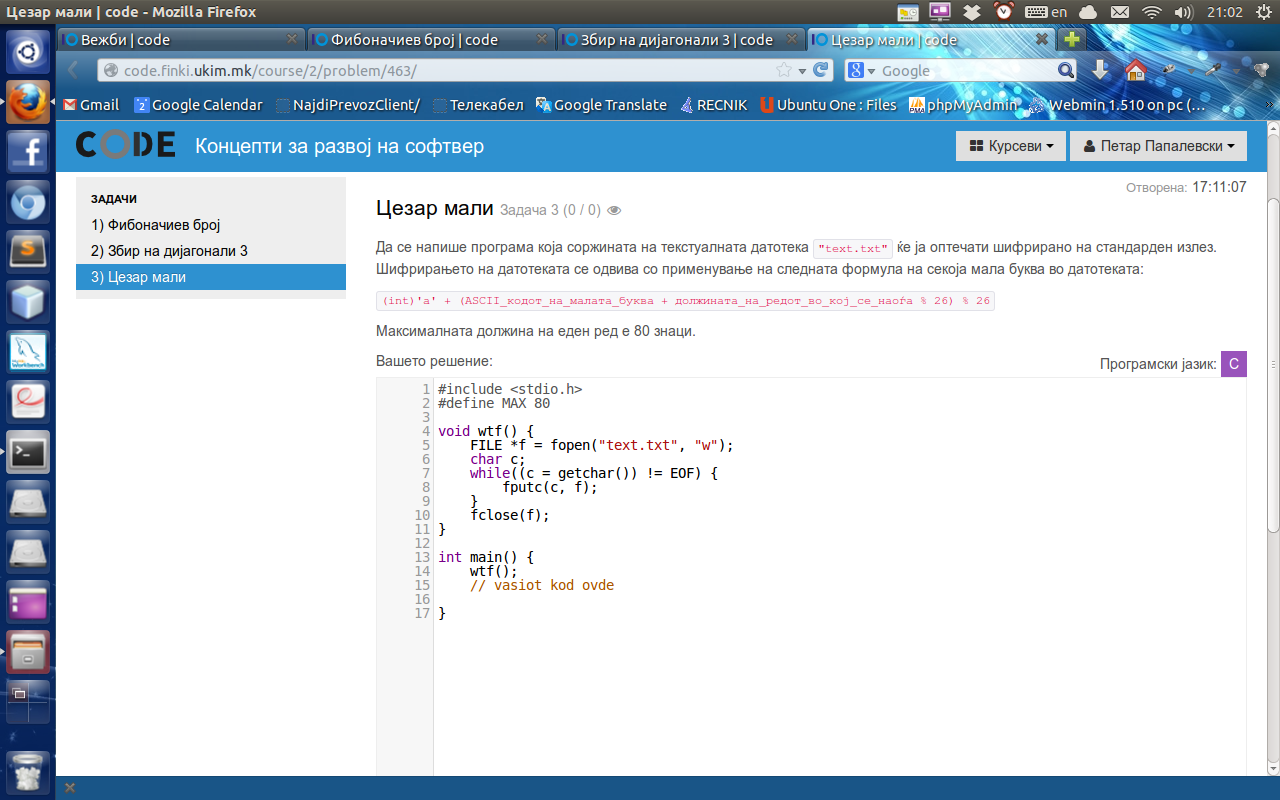 Цезар мали | code - Mozilla Firefox
en
21:02
Вежби | code
Фибоначиев број | code
Збир на дијагонали 3 | code
Цезар мали | code
code.finki.ukim.mk/course/2/problem/463/
Google
Gmail
Google Calendar
NajdiPrevozClient/
Телекабел
Google Translate
RECNIK
Ubuntu One : Files
phpMyAdmin
Webmin 1.510 on pc (...
CODE
Концепти за развој на софтвер
Курсеви
Петар Папалевски
ЗАДАЧИ
1) Фибоначиев број
2) Збир на дијагонали 3
3) Цезар мали
Отворена: 17:11:07
Цезар мали Задача 3 (0 / 0)
Да се напише програма која соржината на текстуалната датотека "text.txt" ќе ја оптечати шифрирано на стандарден излез.
Шифрирањето на датотеката се одвива со применување на следната формула на секоја мала буква во датотеката:
(int)'a' + (ASCII_кодот_на_малата_буква + должината_на_редот_во_кој_се_наоѓа % 26) % 26
Максималната должина на еден ред е 80 знаци.
Вашето решение:
Програмски јазик: C
1 #include <stdio.h>
2 #define MAX 80
3
4 void wtf() {
5 FILE *f = fopen("text.txt", "w");
6 char c;
7 while((c = getchar()) != EOF) {
8 fputc(c, f);
9 }
10 fclose(f);
11 }
12
13 int main() {
14 wtf();
15 // vasiot kod ovde
16
17 }